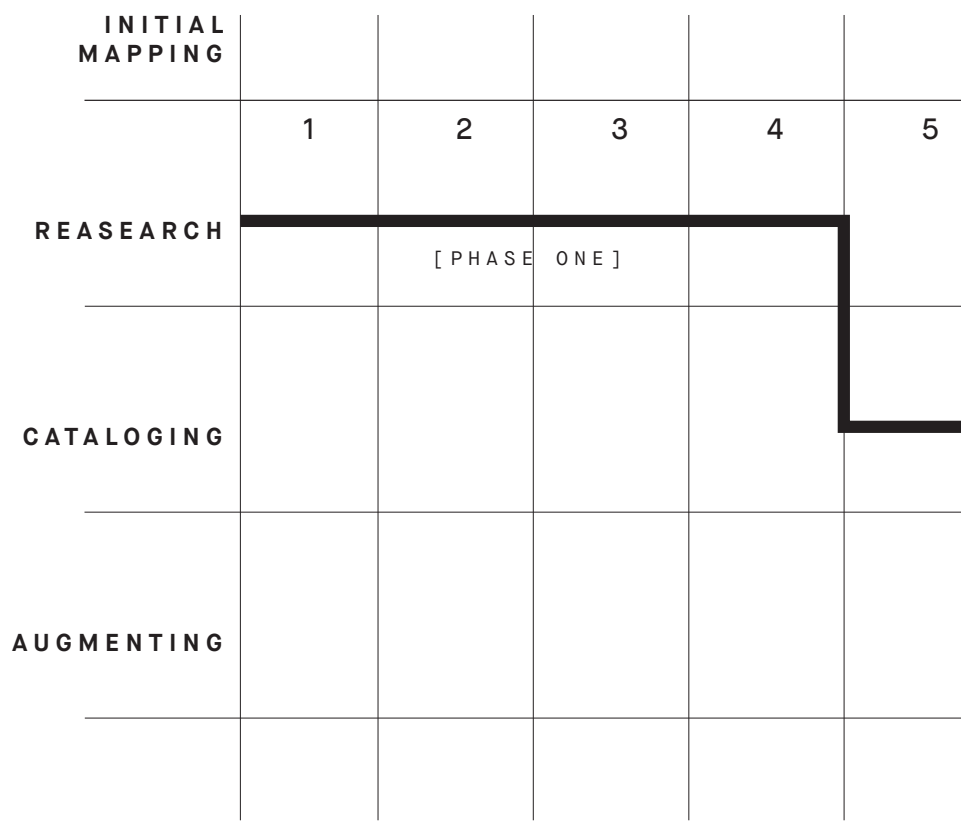 INITIAL
MAPPING
1 2 3 4 5
REASEARCH
[PHASE ONE]
CATALOGING
AUGMENTING